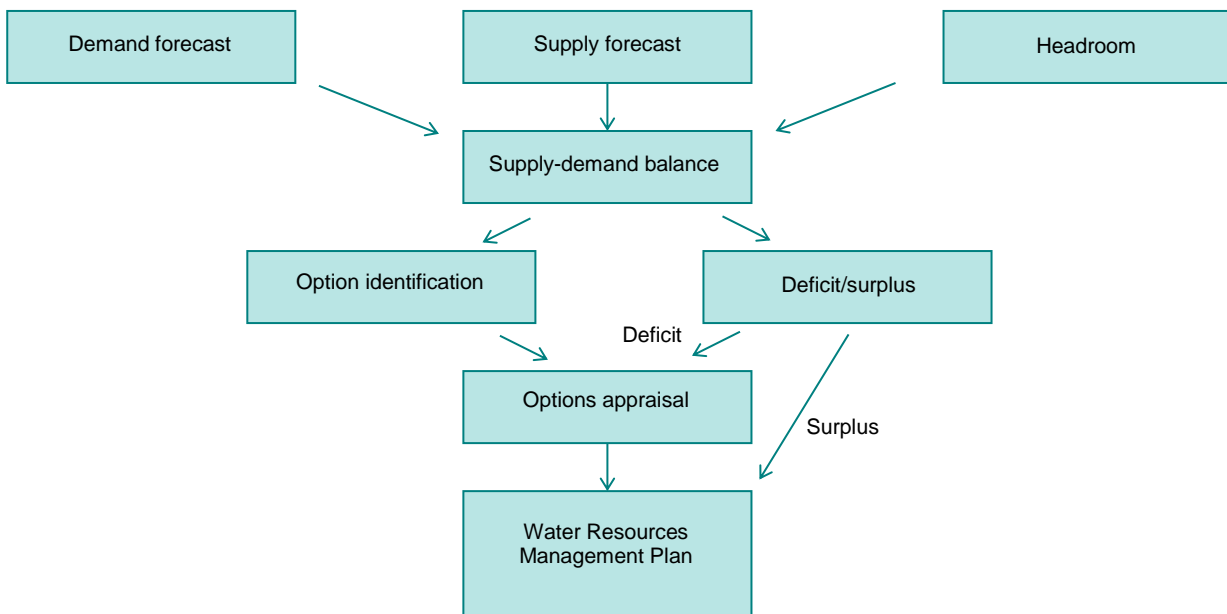 Demand forecast
Supply forecast
Headroom
Supply-demand balance
Option identification
Deficit/surplus
Deficit
Options appraisal
Surplus
Water Resources
Management Plan